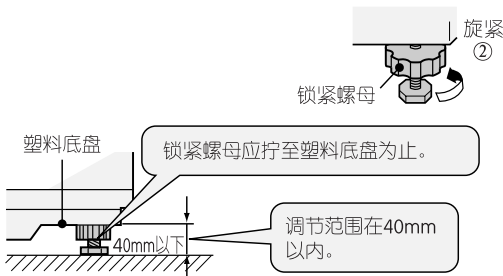 旋紧
②
锁紧螺母
塑料底盘
锁紧螺母应拧至塑料底盘为止。
40mm以下
调节范围在40mm
以内。